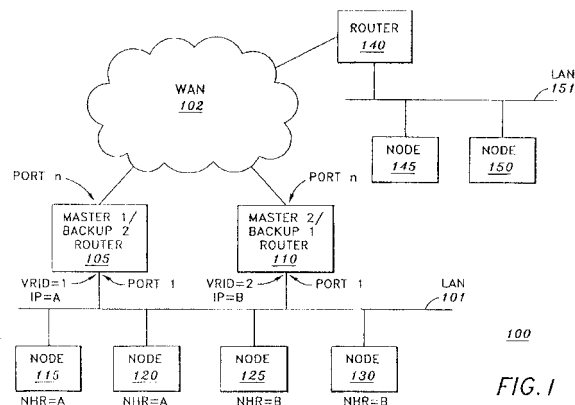 ROUTER
140
WAN
102
LAN
151
NODE
145
NODE
150
PORT n
PORT n
MASTER 1/
BACKUP 2
ROUTER
105
MASTER 2/
BACKUP 1
ROUTER
110
VRID=1
IP=A
PORT 1
VRID=2
IP=B
PORT 1
LAN
101
NODE
115
NODE
120
NODE
125
NODE
130
NHR=A
NHR=A
NHR=B
NHR=B
100
FIG. 1